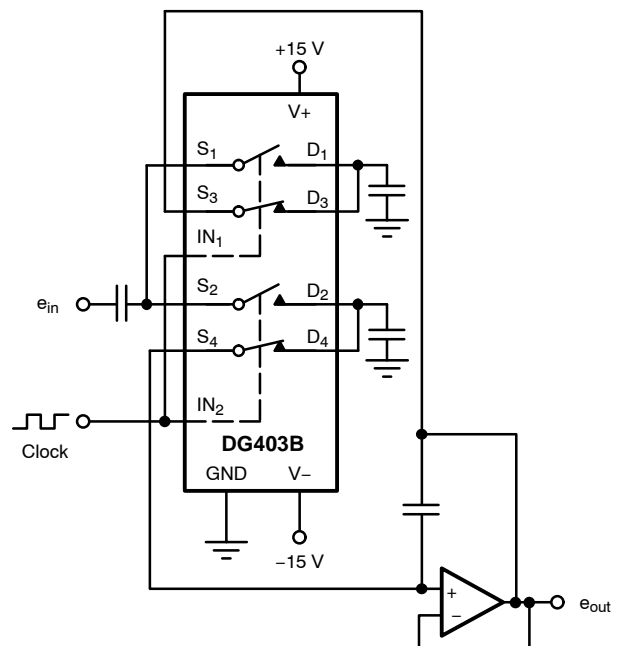 +15 V
V+
S1
D1
S3
D3
IN1
ein
S2
D2
S4
D4
IN2
Clock
DG403B
GND
V−
−15 V
+
−
eout